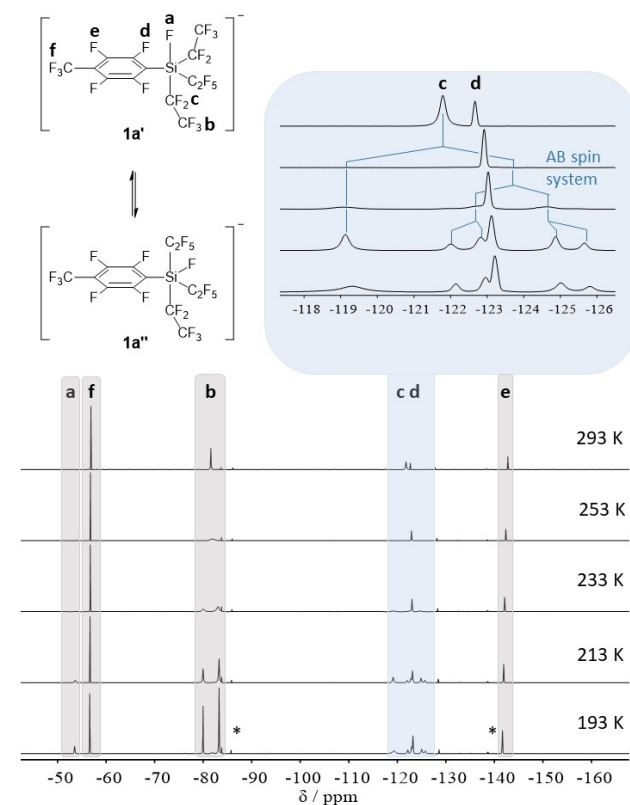 a
F
CF₃
e
d
F
F
CF₂
f
F₃C
Si
C₂F₅
F
F
CF₂ c
CF₃ b
−
1a'
C₂F₅
F
F
F
F₃C
Si
C₂F₅
F
F
CF₂
CF₃
−
1a''
c d
AB spin
system
-118 -119 -120 -121 -122 -123 -124 -125 -126
a f b c d e
293 K
253 K
233 K
213 K
193 K
* *
-50 -60 -70 -80 -90 -100 -110 -120 -130 -140 -150 -160
-δ / ppm